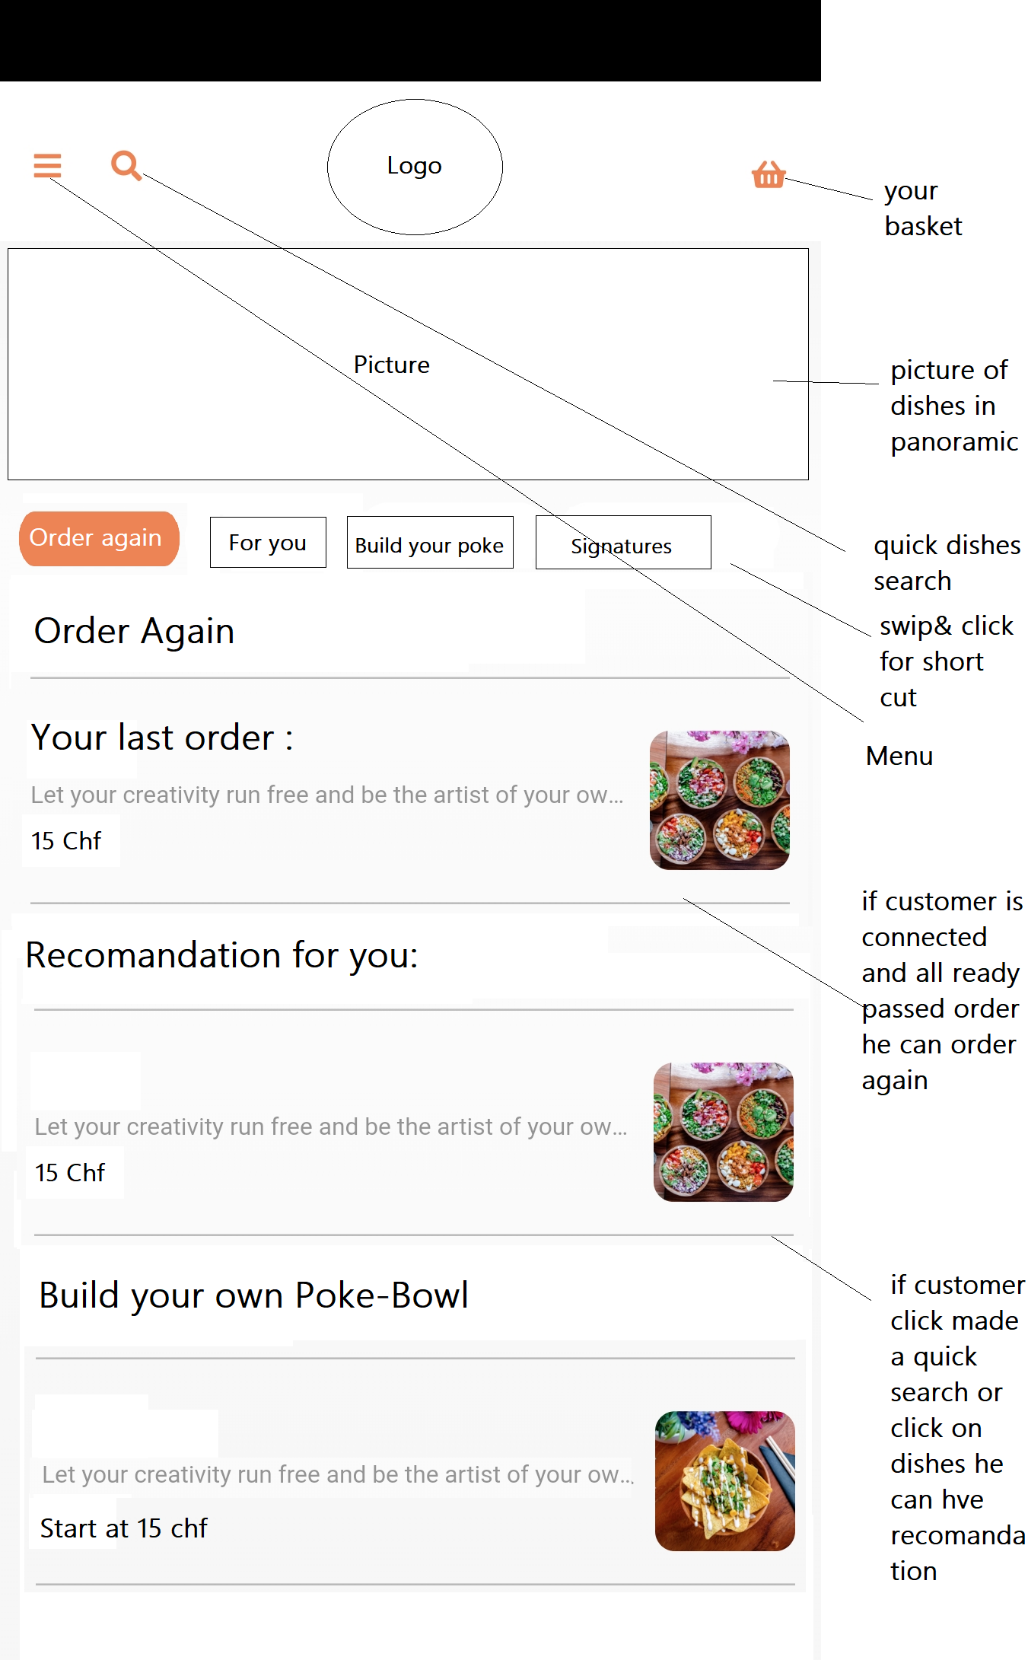 Logo
your
basket
Picture
picture of
dishes in
panoramic
Order again
For you
Build your poke
Signatures
quick dishes
search
swip& click
for short
cut
Menu
Order Again
Your last order :
Let your creativity run free and be the artist of your ow...
15 Chf
if customer is
connected
and all ready
passed order
he can order
again
Recomandation for you:
Let your creativity run free and be the artist of your ow...
15 Chf
Build your own Poke-Bowl
Let your creativity run free and be the artist of your ow...
Start at 15 chf
if customer
click made
a quick
search or
click on
dishes he
can hve
recomanda
tion